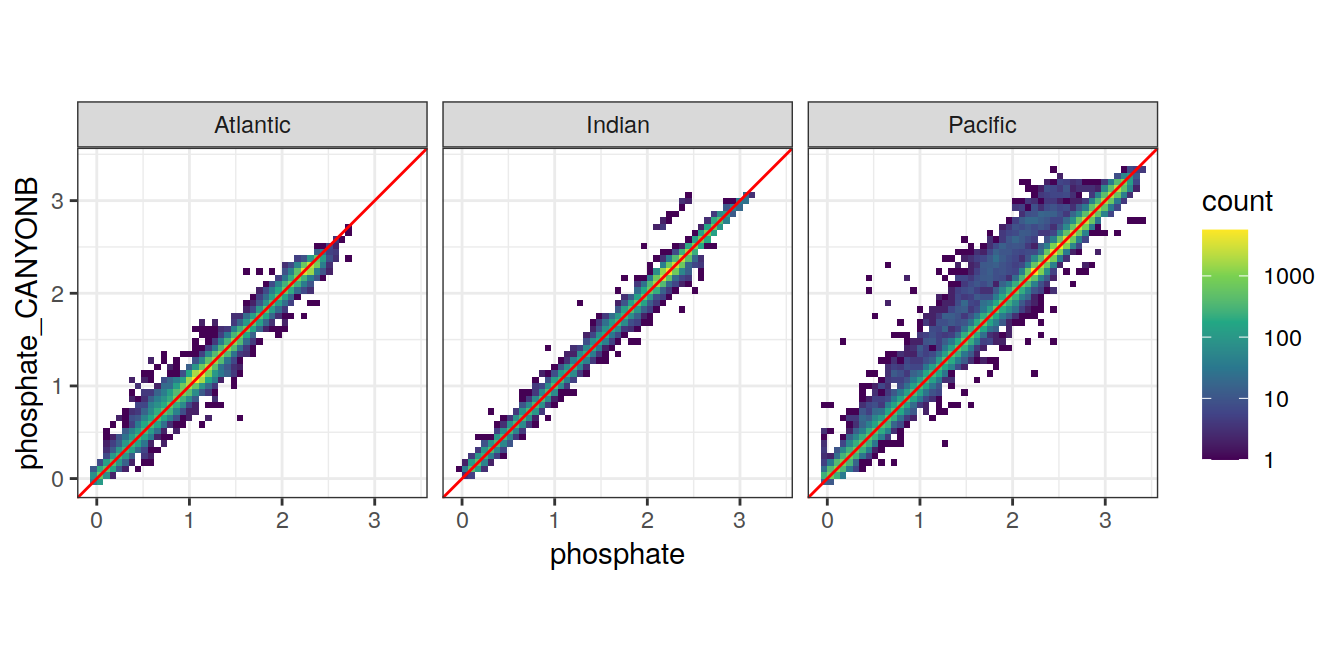 Atlantic Indian Pacific
phosphate_CANYONB
3
2
1
0
0 1 2 3 0 1 2 3 0 1 2 3
phosphate
count
1000
100
10
1